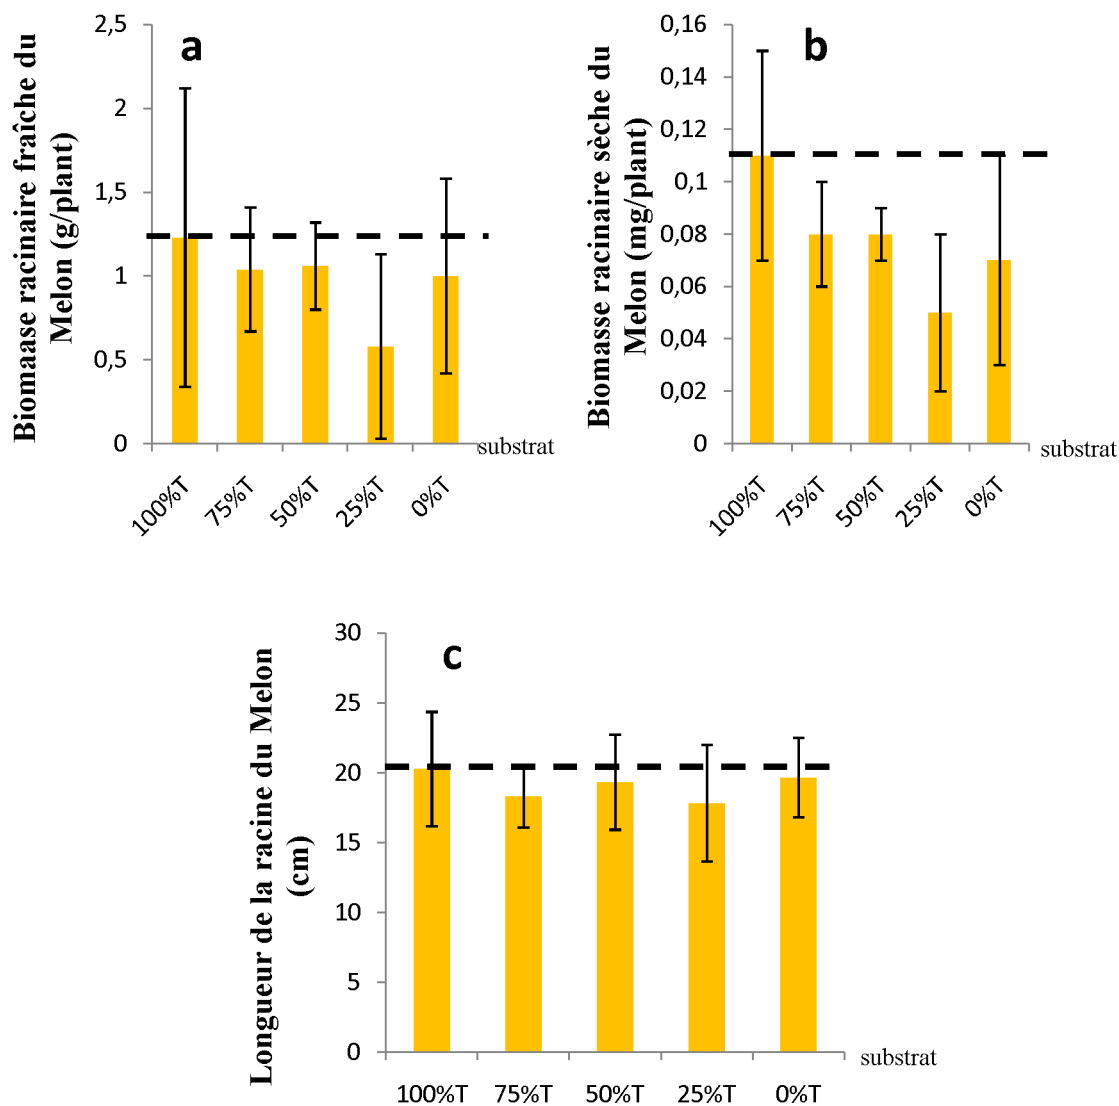 Biomaaase racinaire fraîche du
Melon (g/plant)
a
2,5
2
1,5
1
0,5
0
100%T
75%T
50%T
25%T
0%T
substrat
Biomasse racinaire sèche du
Melon (mg/plant)
b
0,16
0,14
0,12
0,1
0,08
0,06
0,04
0,02
0
100%T
75%T
50%T
25%T
0%T
substrat
Longueur de la racine du Melon
(cm)
c
30
25
20
15
10
5
0
100%T
75%T
50%T
25%T
0%T
substrat